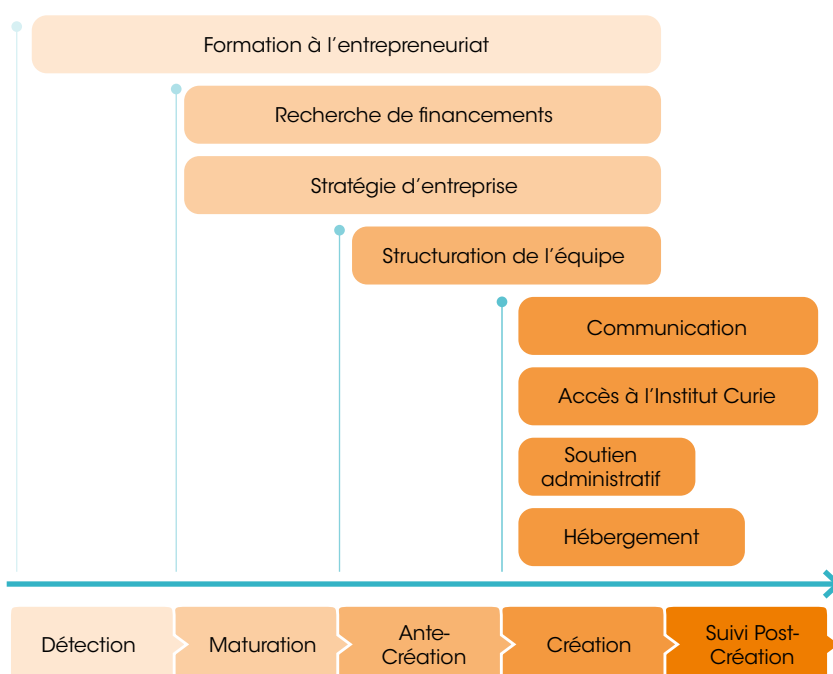 Formation à l'entrepreneuriat
Recherche de financements
Stratégie d'entreprise
Structuration de l'équipe
Communication
Accès à l'Institut Curie
Soutien
administratif
Hébergement
Détection
Maturation
Ante-
Création
Création
Suivi Post-
Création